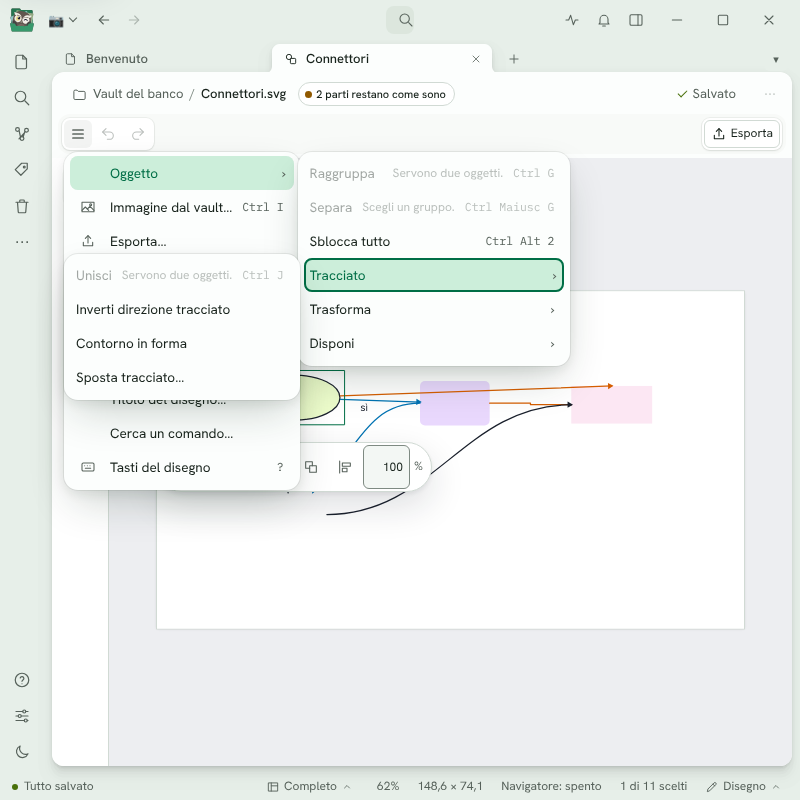 Benvenuto
Connettori
Vault del banco / Connettori.svg
2 parti restano come sono
Salvato
Esporta
Oggetto
Immagine dal vault... Ctrl I
Esporta...
Raggruppa Servono due oggetti. Ctrl G
Separa Scegli un gruppo. Ctrl Maiusc G
Sblocca tutto Ctrl Alt 2
Tracciato
Trasforma
Disponi
Unisci Servono due oggetti. Ctrl J
Inverti direzione tracciato
Contorno in forma
Sposta tracciato...
Titolo del disegno...
Cerca un comando...
Tasti del disegno ?
sì
100 %
Tutto salvato
Completo
62%
148,6 × 74,1
Navigatore: spento
1 di 11 scelti
Disegno